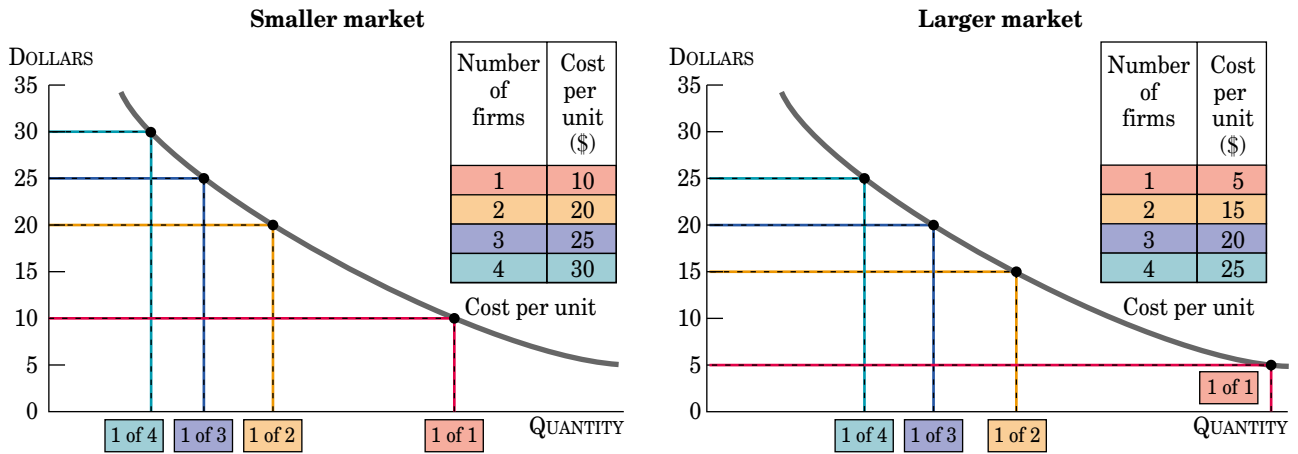 Smaller market
DOLLARS
35
30
25
20
15
10
5
0
Number of firms
Cost per unit ($)
1 10
2 20
3 25
4 30
Cost per unit
1 of 4
1 of 3
1 of 2
1 of 1
QUANTITY
Larger market
DOLLARS
35
30
25
20
15
10
5
0
Number of firms
Cost per unit ($)
1 5
2 15
3 20
4 25
Cost per unit
1 of 1
1 of 4
1 of 3
1 of 2
QUANTITY